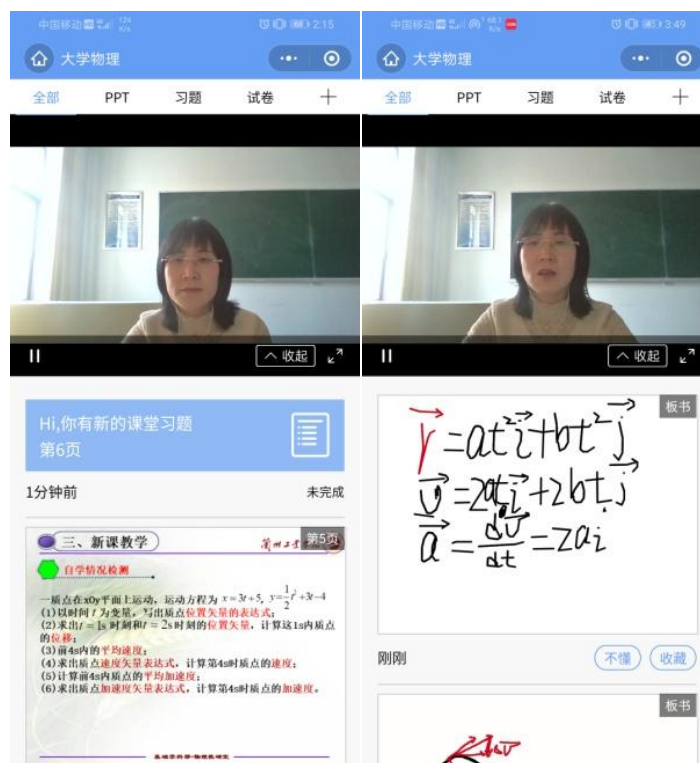 中国移动 124 K/s 2:15
大学物理
全部 PPT 习题 试卷 +
收起
Hi,你有新的课堂习题
第6页
1分钟前 未完成
三、新课教学 第5页
自学情况检测
一质点在xOy平面上运动，运动方程为 x=3t+5, y=\frac{1}{2}t²+3t-4
(1)以时间 t 为变量，写出质点位置矢量的表达式；
(2)求出t=1s 时刻和t=2s时刻的位置矢量，计算这1s内质点
的位移；
(3)前4s内的平均速度；
(4)求出质点速度矢量表达式，计算第4s时质点的速度；
(5)计算前4s内质点的平均加速度；
(6)求出质点加速度矢量表达式，计算第4s时质点的加速度。
中国移动 68.1 K/s 3:49
大学物理
全部 PPT 习题 试卷 +
收起
板书
r=at²i+bt²j
v=2ati+2btj
a=dv/dt=2ai
刚刚 不懂 收藏
板书